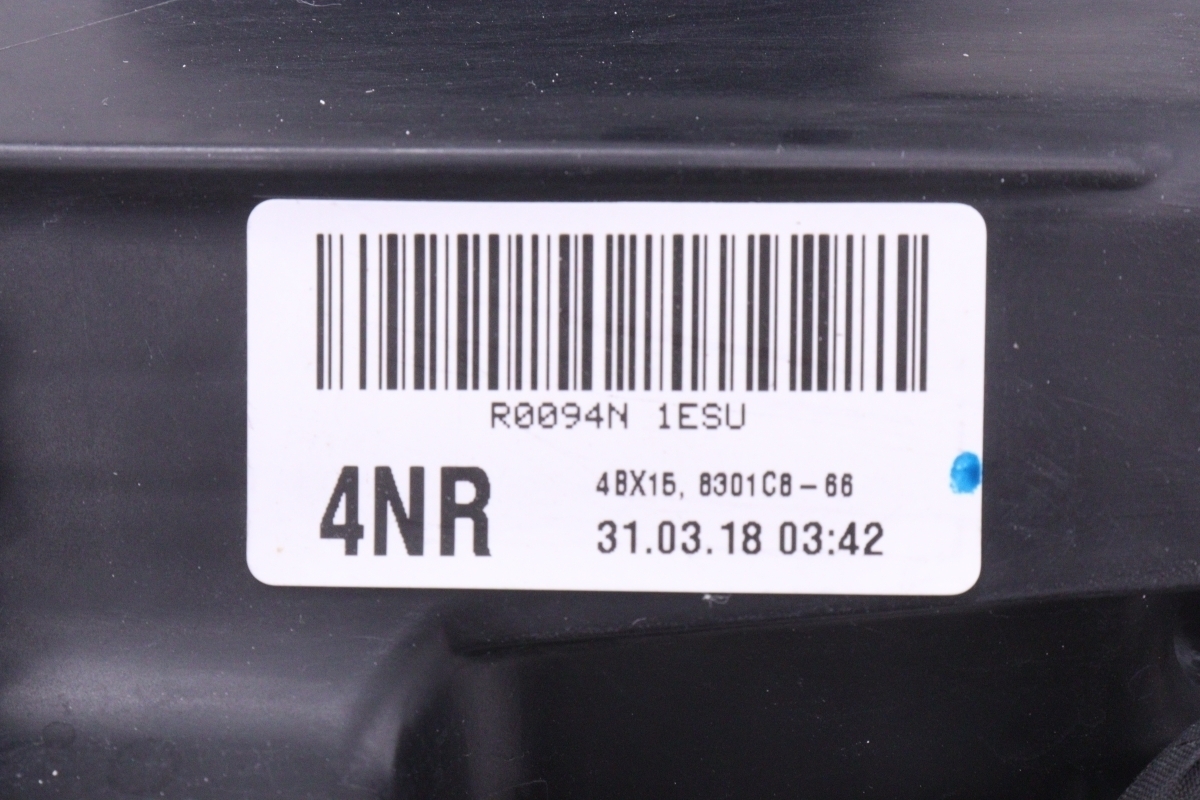 R0094N 1ESU
4NR
4BX15, 8301C8-66
31.03.18 03:42